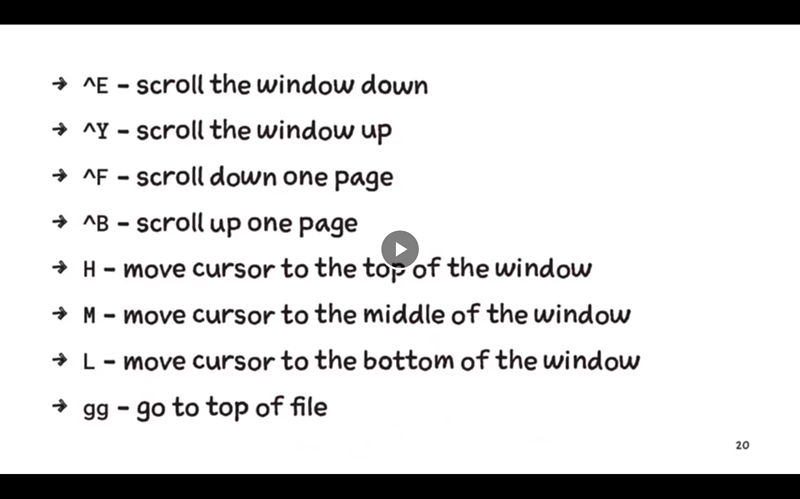 → ^E – scroll the window down
→ ^Y – scroll the window up
→ ^F – scroll down one page
→ ^B – scroll up one page
→ H – move cursor to the top of the window
→ M – move cursor to the middle of the window
→ L – move cursor to the bottom of the window
→ gg – go to top of file
20